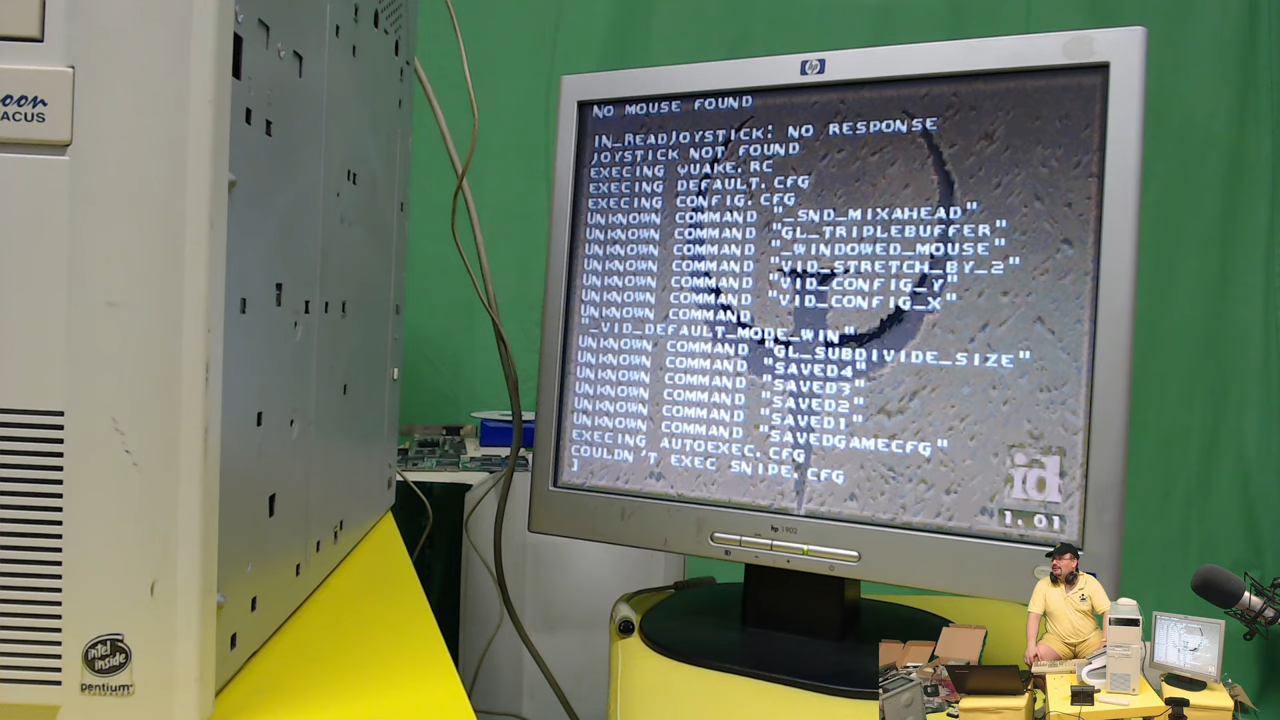 oon
ACUS
intel
inside
pentium
hp
NO MOUSE FOUND
IN_READJOYSTICK: NO RESPONSE
JOYSTICK NOT FOUND
EXECING QUAKE.RC
EXECING DEFAULT.CFG
EXECING CONFIG.CFG
UNKNOWN COMMAND "_SND_MIXAHEAD"
UNKNOWN COMMAND "GL_TRIPLEBUFFER"
UNKNOWN COMMAND "_WINDOWED_MOUSE"
UNKNOWN COMMAND "VID_STRETCH_BY_2"
UNKNOWN COMMAND "VID_CONFIG_Y"
UNKNOWN COMMAND "VID_CONFIG_X"
UNKNOWN COMMAND
"_VID_DEFAULT_MODE_WIN"
UNKNOWN COMMAND "GL_SUBDIVIDE_SIZE"
UNKNOWN COMMAND "SAVED4"
UNKNOWN COMMAND "SAVED3"
UNKNOWN COMMAND "SAVED2"
UNKNOWN COMMAND "SAVED1"
UNKNOWN COMMAND "SAVEDGAMECFG"
EXECING AUTOEXEC.CFG
COULDN'T EXEC SNIPE.CFG
]
id
1.01
hp 1902